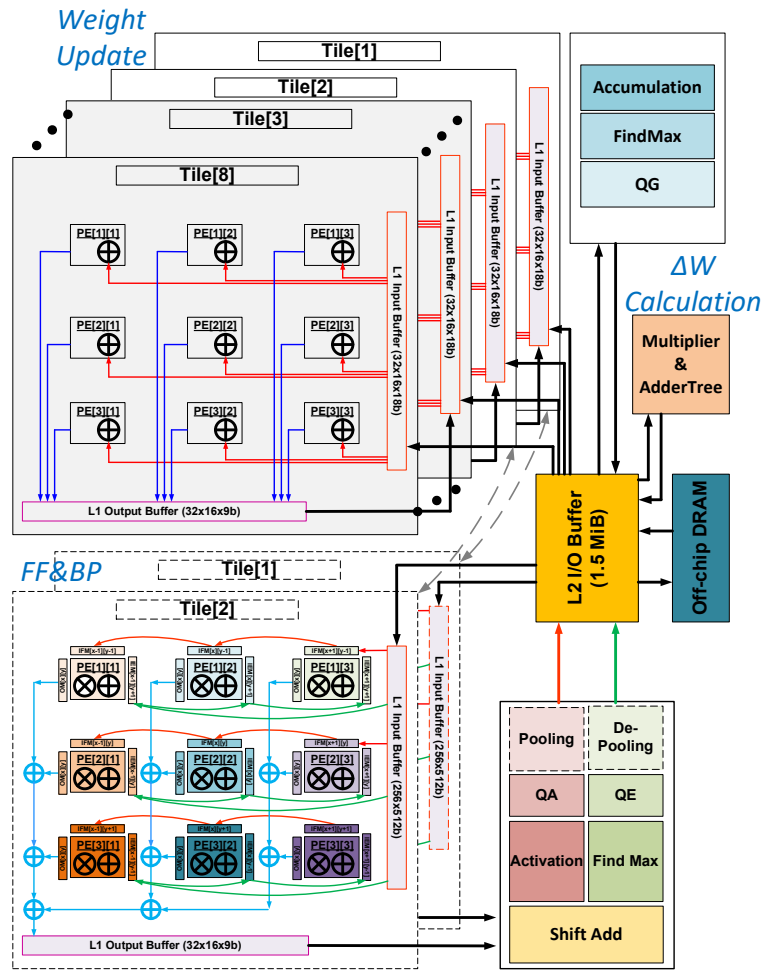 Weight
Update
Tile[1]
Tile[2]
Tile[3]
Tile[8]
PE[1][1]
PE[1][2]
PE[1][3]
PE[2][1]
PE[2][2]
PE[2][3]
PE[3][1]
PE[3][2]
PE[3][3]
L1 Input Buffer (32x16x18b)
L1 Input Buffer (32x16x18b)
L1 Input Buffer (32x16x18b)
L1 Input Buffer (32x16x18b)
L1 Output Buffer (32x16x9b)
Accumulation
FindMax
QG
ΔW
Calculation
Multiplier
&
AdderTree
L2 I/O Buffer
(1.5 MiB)
Off-chip DRAM
FF&BP
Tile[1]
Tile[2]
IFM[x-1][y-1]
IFM[x][y-1]
IFM[x+1][y-1]
PE[1][1]
PE[1][2]
PE[1][3]
IFM[x-1][y]
IFM[x][y]
IFM[x+1][y]
PE[2][1]
PE[2][2]
PE[2][3]
IFM[x-1][y+1]
IFM[x][y+1]
IFM[x+1][y+1]
PE[3][1]
PE[3][2]
PE[3][3]
L1 Input Buffer (256x512b)
L1 Input Buffer (256x512b)
L1 Output Buffer (32x16x9b)
Pooling
De-
Pooling
QA
QE
Activation
Find Max
Shift Add